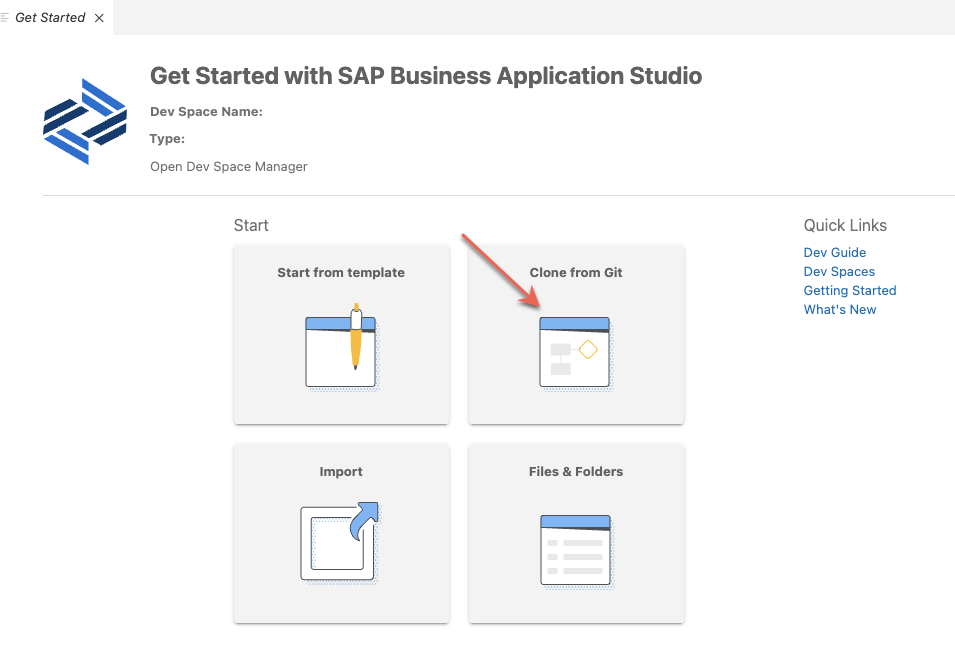 Get Started
Get Started with SAP Business Application Studio
Dev Space Name:
Type:
Open Dev Space Manager
Start
Start from template
Clone from Git
Import
Files & Folders
Quick Links
Dev Guide
Dev Spaces
Getting Started
What's New